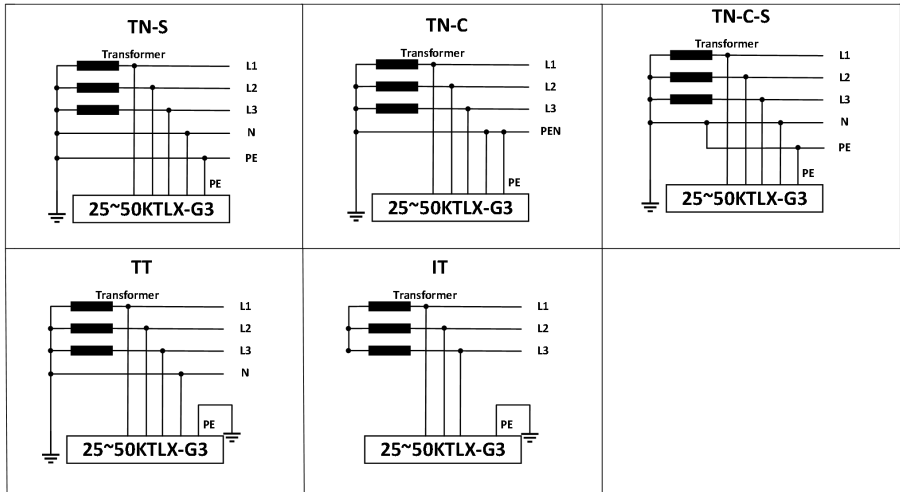 TN-S
Transformer
L1
L2
L3
N
PE
PE
25~50KTLX-G3
TN-C
Transformer
L1
L2
L3
PEN
PE
25~50KTLX-G3
TN-C-S
L1
L2
L3
N
PE
PE
25~50KTLX-G3
TT
Transformer
L1
L2
L3
N
PE
25~50KTLX-G3
IT
Transformer
L1
L2
L3
PE
25~50KTLX-G3